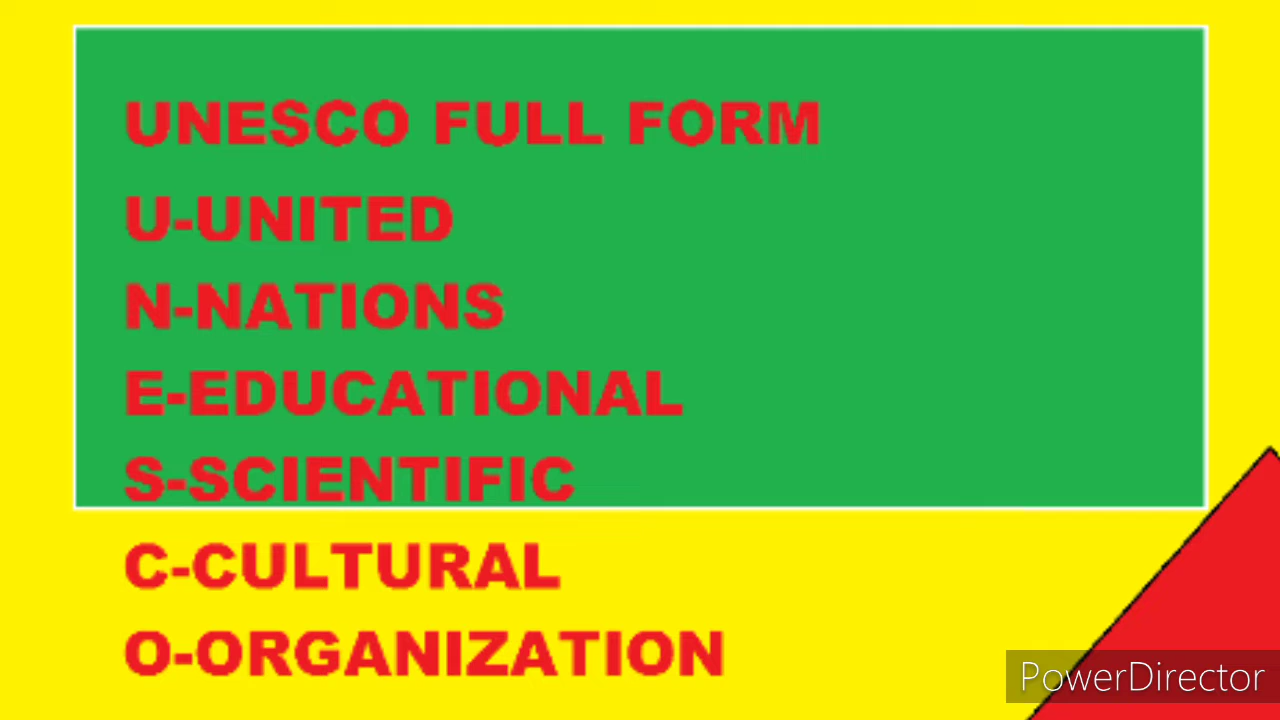 UNESCO FULL FORM
U-UNITED
N-NATIONS
E-EDUCATIONAL
S-SCIENTIFIC
C-CULTURAL
O-ORGANIZATION
PowerDirector